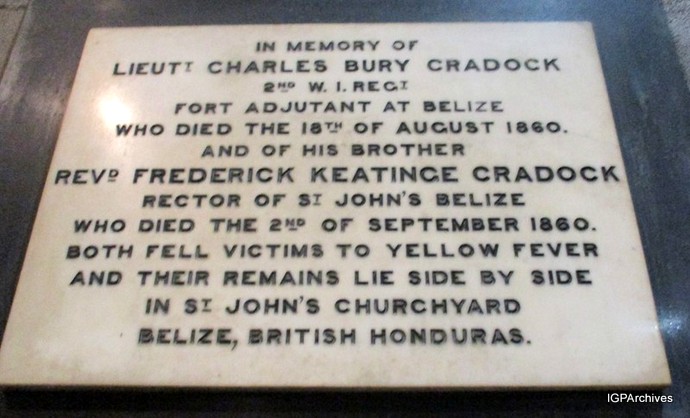 IN MEMORY OF
LIEUT^T CHARLES BURY CRADOCK
2ND W. I. REGT
FORT ADJUTANT AT BELIZE
WHO DIED THE 18TH OF AUGUST 1860.
AND OF HIS BROTHER
REVD FREDERICK KEATINGE CRADOCK
RECTOR OF ST JOHN'S BELIZE
WHO DIED THE 2ND OF SEPTEMBER 1860.
BOTH FELL VICTIMS TO YELLOW FEVER
AND THEIR REMAINS LIE SIDE BY SIDE
IN ST JOHN'S CHURCHYARD
BELIZE, BRITISH HONDURAS.
IGPArchives